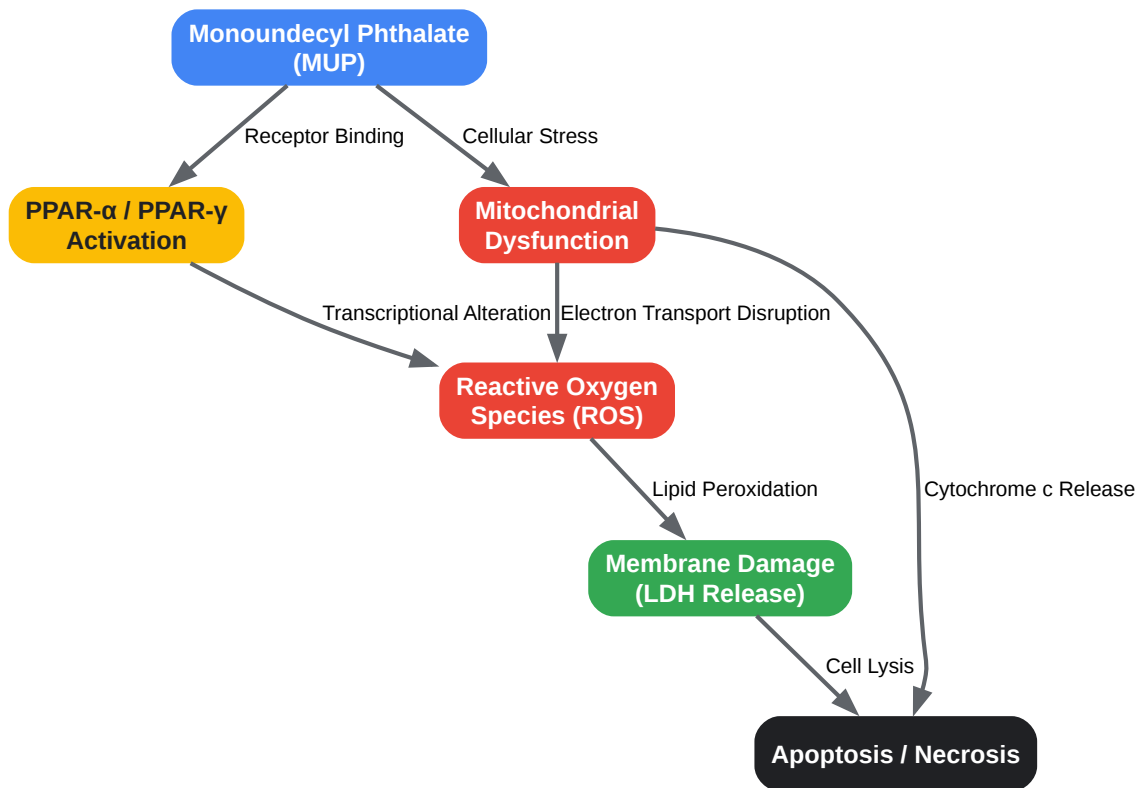 Monoundecyl Phthalate
(MUP)
Receptor Binding
Cellular Stress
PPAR-α / PPAR-γ
Activation
Mitochondrial
Dysfunction
Transcriptional Alteration
Electron Transport Disruption
Reactive Oxygen
Species (ROS)
Lipid Peroxidation
Cytochrome c Release
Membrane Damage
(LDH Release)
Cell Lysis
Apoptosis / Necrosis